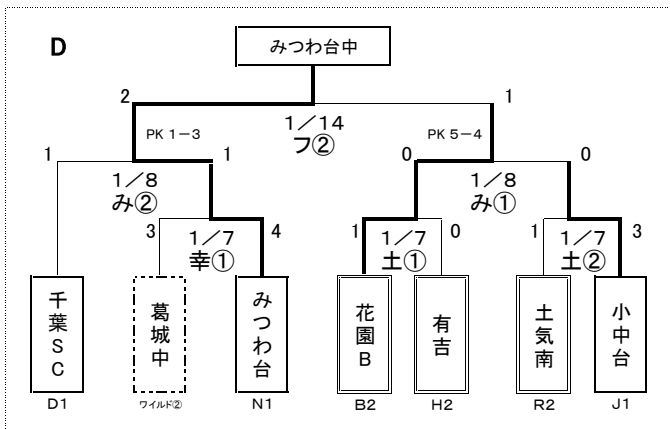 D
みつわ台中
2
1
1／14
フ②
PK 1－3
PK 5－4
1
1
0
0
1／8
み②
1／8
み①
3
4
1
0
1
3
1／7
幸①
1／7
土①
1／7
土②
千葉SC
葛城中
みつわ台
花園B
有吉
土気南
小中台
D1
ワイルド②
N1
B2
H2
R2
J1